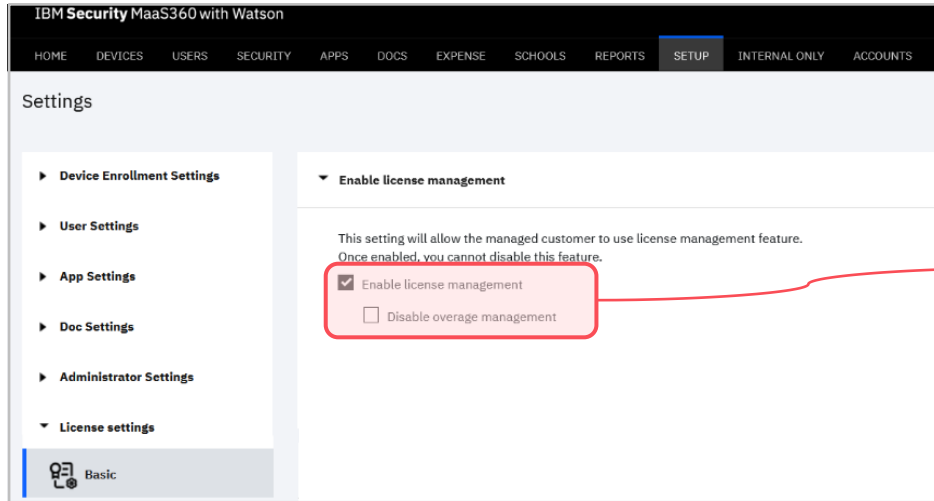 IBM Security MaaS360 with Watson
HOME DEVICES USERS SECURITY APPS DOCS EXPENSE SCHOOLS REPORTS SETUP INTERNAL ONLY ACCOUNTS
Settings
Device Enrollment Settings
User Settings
App Settings
Doc Settings
Administrator Settings
License settings
Basic
Enable license management
This setting will allow the managed customer to use license management feature.
Once enabled, you cannot disable this feature.
Enable license management
Disable overage management